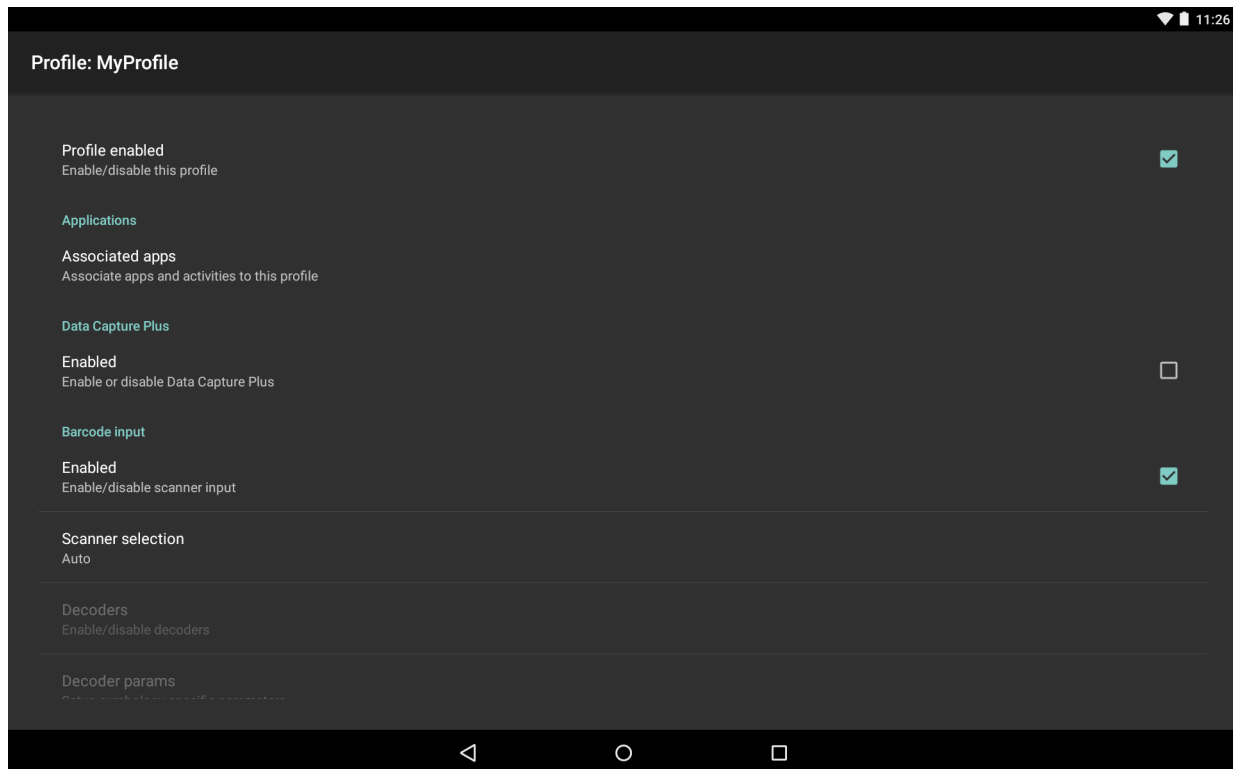 11:26
Profile: MyProfile
Profile enabled
Enable/disable this profile
Applications
Associated apps
Associate apps and activities to this profile
Data Capture Plus
Enabled
Enable or disable Data Capture Plus
Barcode input
Enabled
Enable/disable scanner input
Scanner selection
Auto
Decoders
Enable/disable decoders
Decoder params